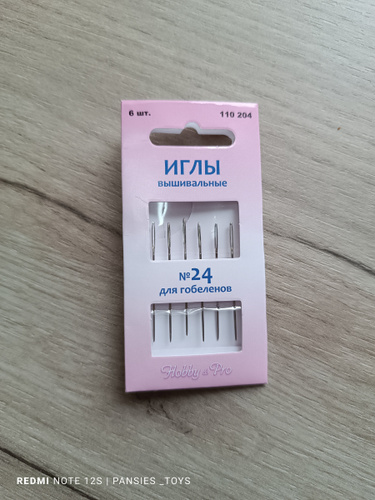 6 шт. 110 204
ИГЛЫ
вышивальные
№24
для гобеленов
Hobby & Pro
REDMI NOTE 12S | PANSIES _TOYS